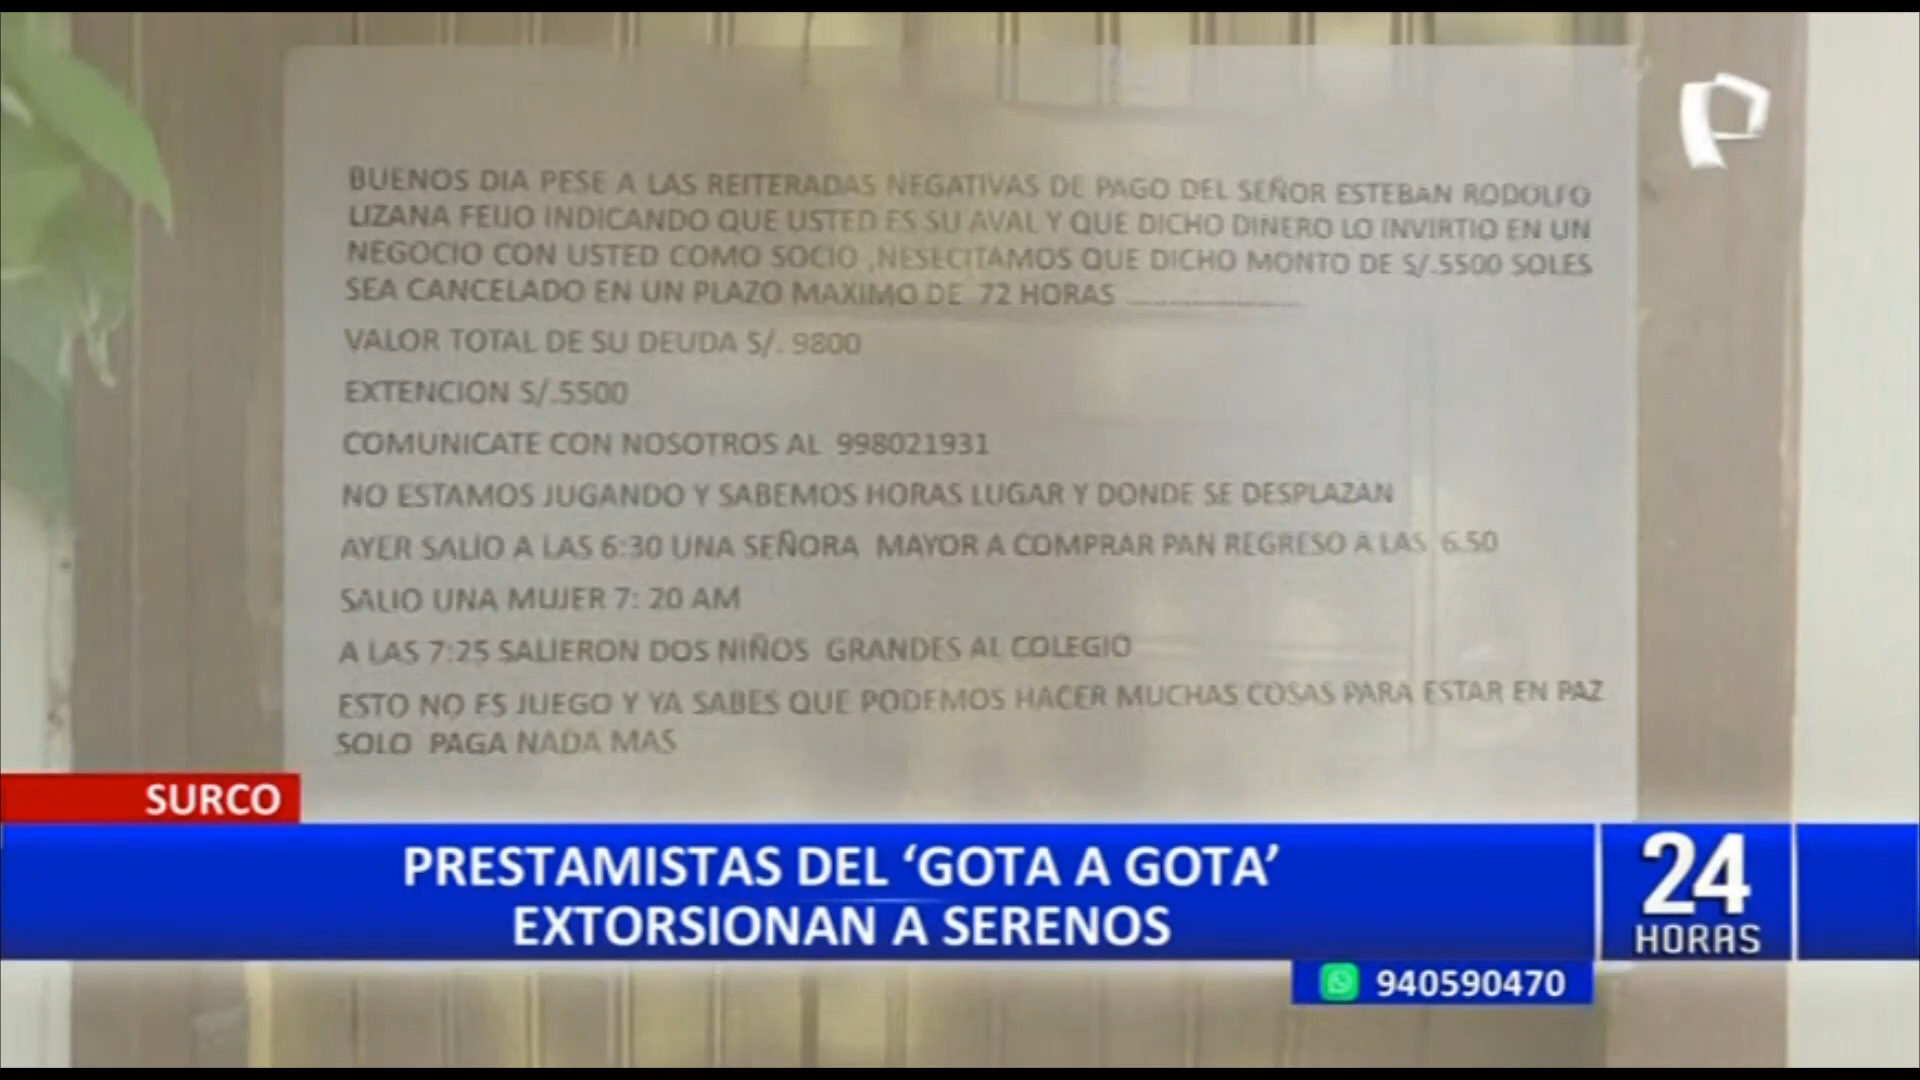 BUENOS DIA PESE A LAS REITERADAS NEGATIVAS DE PAGO DEL SEÑOR ESTEBAN RODOLFO
LIZANA FEIJO INDICANDO QUE USTED ES SU AVAL Y QUE DICHO DINERO LO INVIRTIO EN UN
NEGOCIO CON USTED COMO SOCIO ,NESECITAMOS QUE DICHO MONTO DE S/.5500 SOLES
SEA CANCELADO EN UN PLAZO MAXIMO DE 72 HORAS
VALOR TOTAL DE SU DEUDA S/. 9800
EXTENCION S/.5500
COMUNICATE CON NOSOTROS AL 998021931
NO ESTAMOS JUGANDO Y SABEMOS HORAS LUGAR Y DONDE SE DESPLAZAN
AYER SALIO A LAS 6:30 UNA SEÑORA MAYOR A COMPRAR PAN REGRESO A LAS 6.50
SALIO UNA MUJER 7: 20 AM
A LAS 7:25 SALIERON DOS NIÑOS GRANDES AL COLEGIO
ESTO NO ES JUEGO Y YA SABES QUE PODEMOS HACER MUCHAS COSAS PARA ESTAR EN PAZ
SOLO PAGA NADA MAS
SURCO
PRESTAMISTAS DEL ‘GOTA A GOTA’
EXTORSIONAN A SERENOS
24
HORAS
940590470